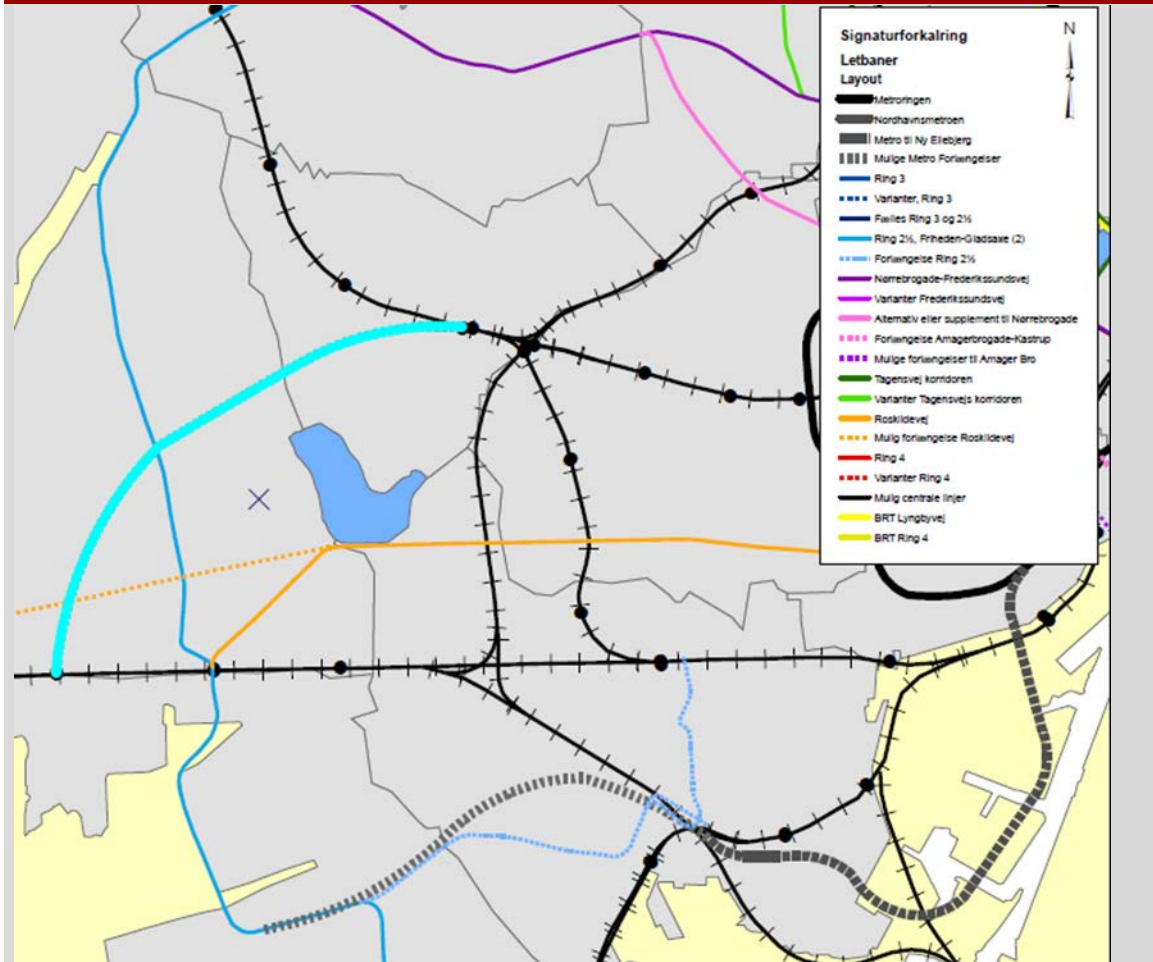 Signaturforkalring
N
Letbaner
Layout
Metroringen
Nordhavnsmetroen
Metro til Ny Ellebjerg
Mulige Metro Forlængelser
Ring 3
Varianter, Ring 3
Fælles Ring 3 og 2½
Ring 2½, Friheden-Gladsaxe (2)
Forlængelse Ring 2½
Nørrebrogade-Frederikssundsvej
Varianter Frederikssundsvej
Alternativ eller supplement til Nørrebrogade
Forlængelse Amagerbrogade-Kastrup
Mulige forlængelser til Amager Bro
Tagensvej korridoren
Varianter Tagensvejs korridoren
Roskildevej
Mulig forlængelse Roskildevej
Ring 4
Varianter Ring 4
Mulig centrale linjer
BRT Lyngbyvej
BRT Ring 4